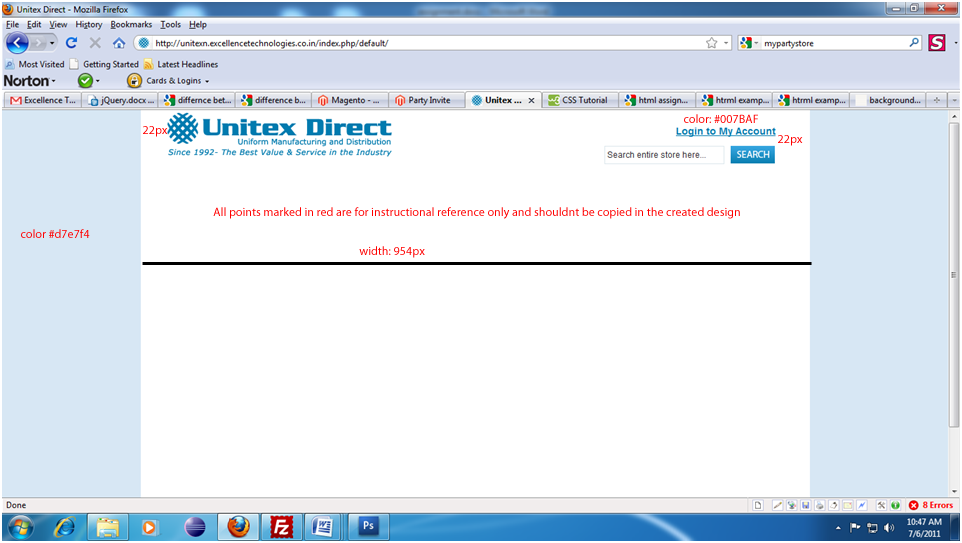 Unitex Direct - Mozilla Firefox
File Edit View History Bookmarks Tools Help
http://unitexn.excellencetechnologies.co.in/index.php/default/
mypartystore
S
Most Visited Getting Started Latest Headlines
Norton Cards & Logins
Excellence T... jQuery.docx ... differnce bet... difference b... Magento - ... Party Invite Unitex ... CSS Tutorial html assign... html examp... html examp... background...
22px Unitex Direct
Uniform Manufacturing and Distribution
Since 1992- The Best Value & Service in the Industry
color: #007BAF
Login to My Account
22px
Search entire store here... SEARCH
All points marked in red are for instructional reference only and shouldnt be copied in the created design
color #d7e7f4
width: 954px
Done
8 Errors
Fz W Ps
10:47 AM
7/6/2011